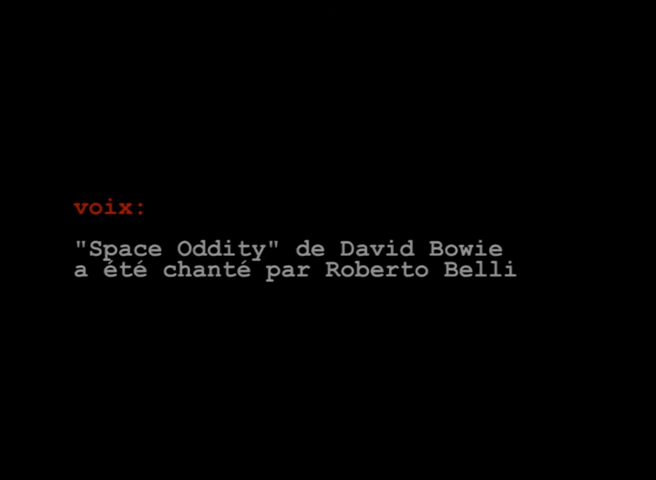 voix:
"Space Oddity" de David Bowie
a été chanté par Roberto Belli